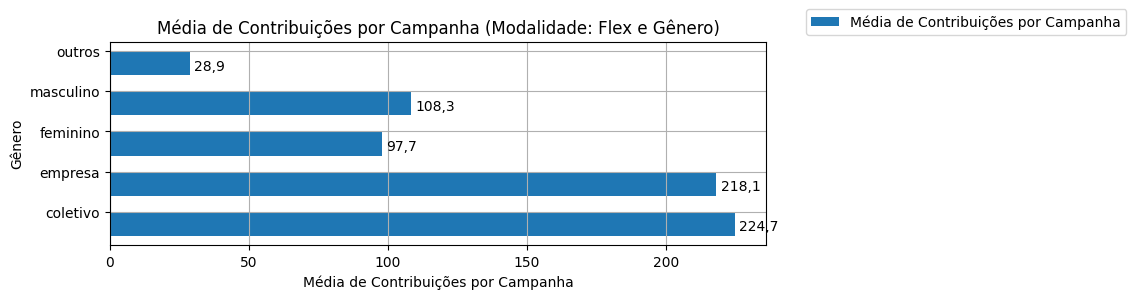 Média de Contribuições por Campanha (Modalidade: Flex e Gênero)
Média de Contribuições por Campanha
Gênero
outros
28,9
masculino
108,3
feminino
97,7
empresa
218,1
coletivo
224,7
0 50 100 150 200
Média de Contribuições por Campanha